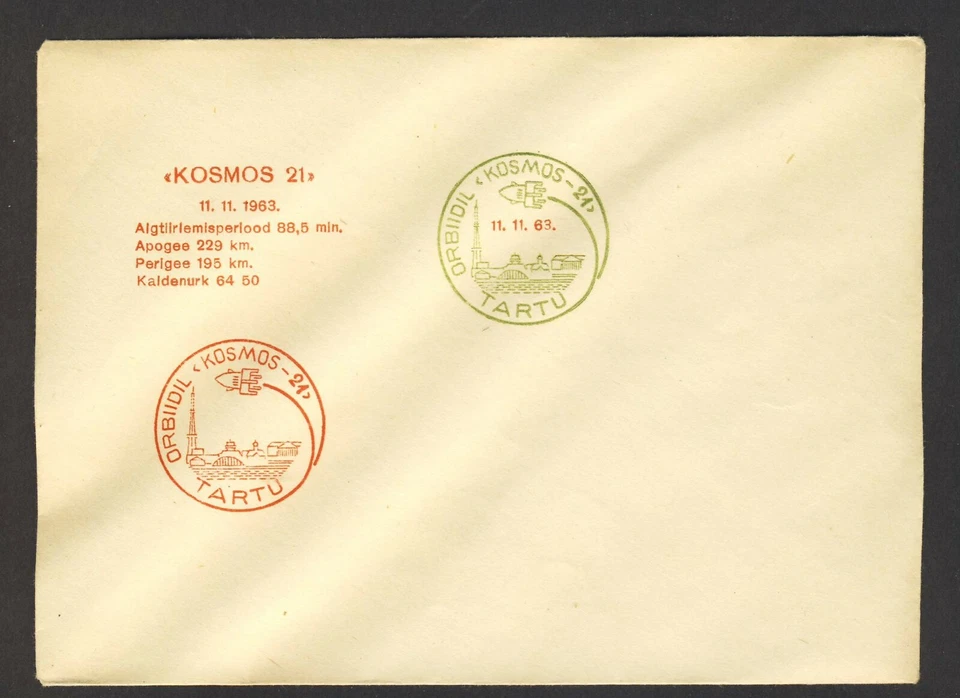 «KOSMOS 21»
11. 11. 1963.
Algtiirlemisperiood 88,5 min.
Apogee 229 km.
Perigee 195 km.
Kaldenurk 64 50
ORBIIDIL «KOSMOS-21»
11. 11. 63.
TARTU
ORBIIDIL «KOSMOS-21»
TARTU